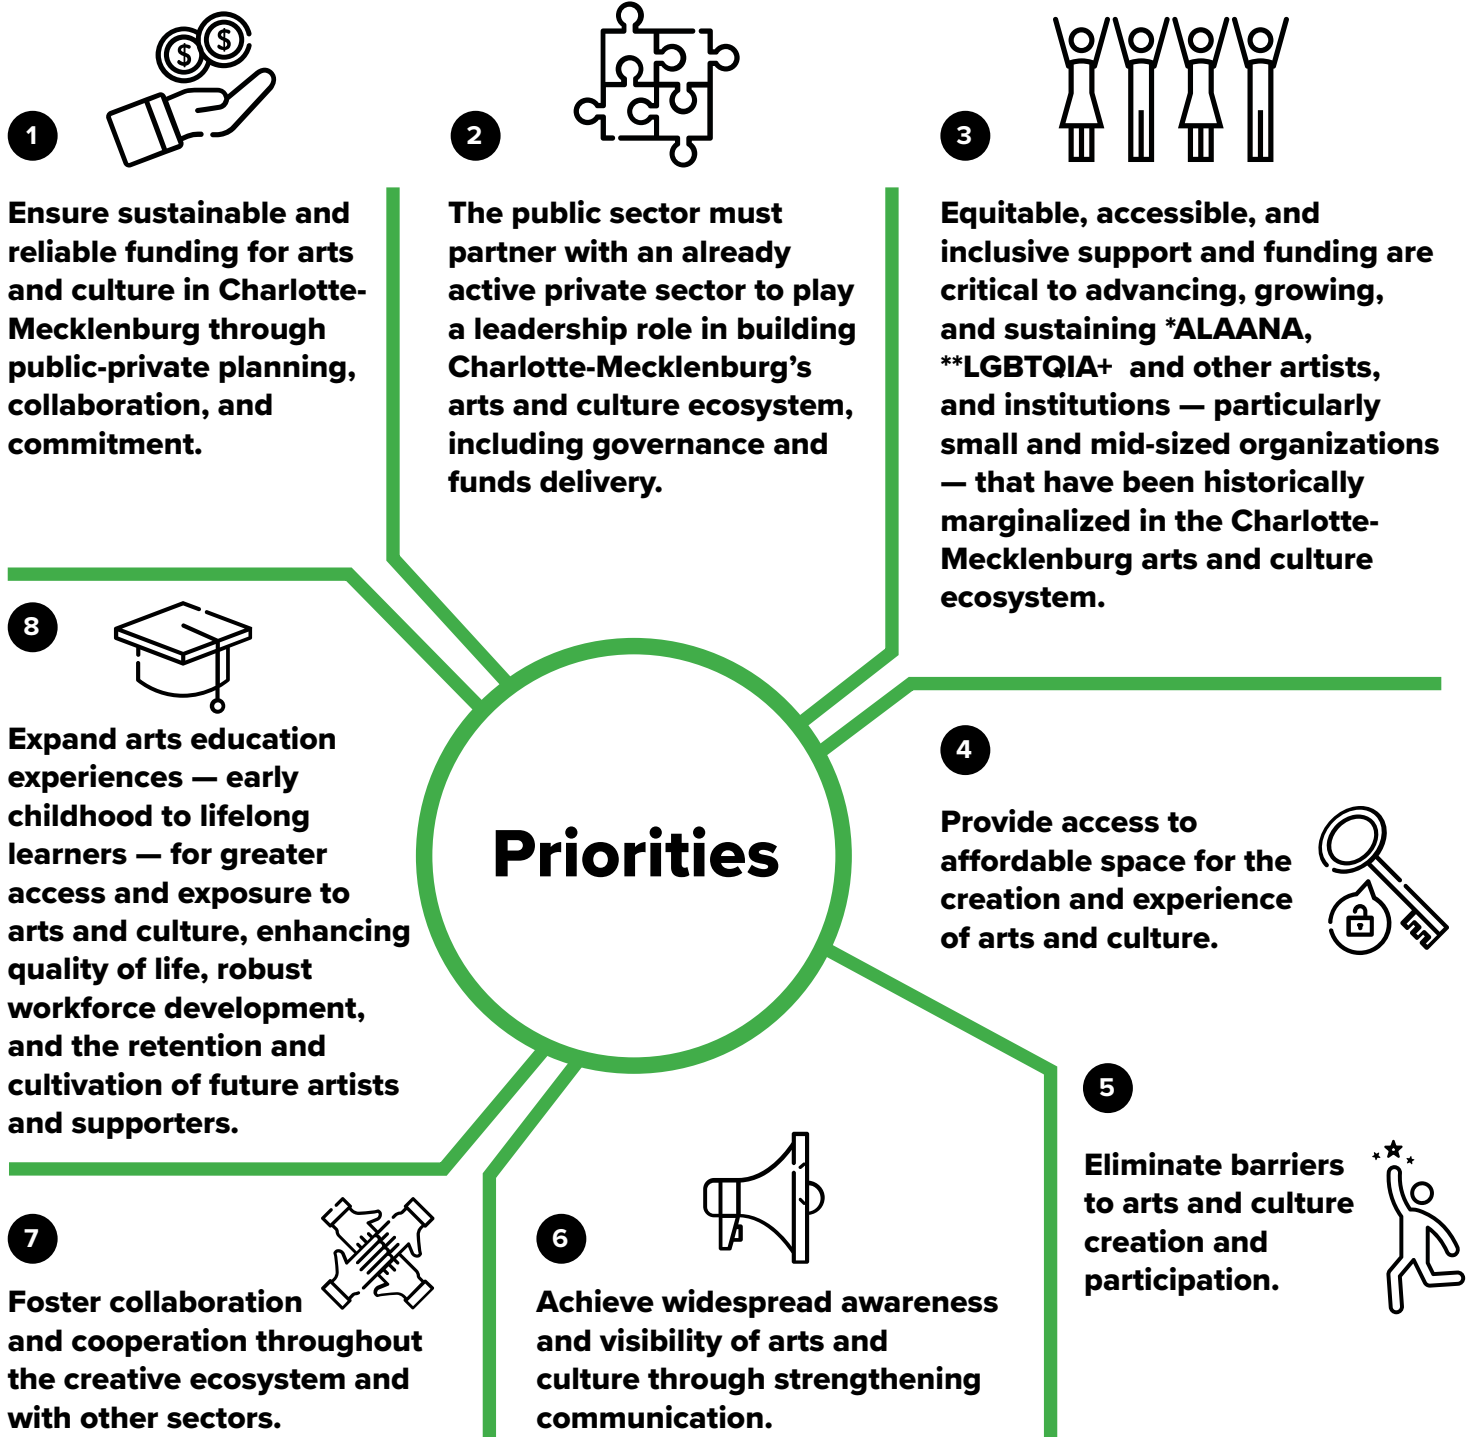 1
Ensure sustainable and
reliable funding for arts
and culture in Charlotte-
Mecklenburg through
public-private planning,
collaboration, and
commitment.
2
The public sector must
partner with an already
active private sector to play
a leadership role in building
Charlotte-Mecklenburg’s
arts and culture ecosystem,
including governance and
funds delivery.
3
Equitable, accessible, and
inclusive support and funding are
critical to advancing, growing,
and sustaining *ALAANA,
**LGBTQIA+ and other artists,
and institutions — particularly
small and mid-sized organizations
— that have been historically
marginalized in the Charlotte-
Mecklenburg arts and culture
ecosystem.
Priorities
4
Provide access to
affordable space for the
creation and experience
of arts and culture.
5
Eliminate barriers
to arts and culture
creation and
participation.
6
Achieve widespread awareness
and visibility of arts and
culture through strengthening
communication.
7
Foster collaboration
and cooperation throughout
the creative ecosystem and
with other sectors.
8
Expand arts education
experiences — early
childhood to lifelong
learners — for greater
access and exposure to
arts and culture, enhancing
quality of life, robust
workforce development,
and the retention and
cultivation of future artists
and supporters.
$
$